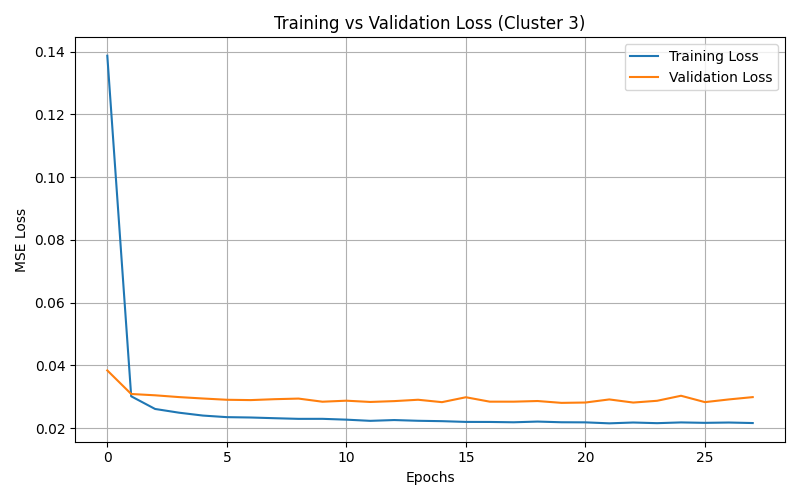 Training vs Validation Loss (Cluster 3)
Training Loss
Validation Loss
MSE Loss
0.14
0.12
0.10
0.08
0.06
0.04
0.02
0 5 10 15 20 25
Epochs